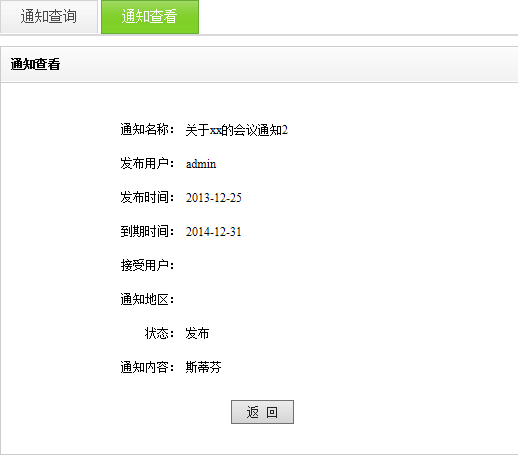 通知查询 通知查看
通知查看
通知名称： 关于xx的会议通知2
发布用户： admin
发布时间： 2013-12-25
到期时间： 2014-12-31
接受用户：
通知地区：
状态： 发布
通知内容： 斯蒂芬
返 回